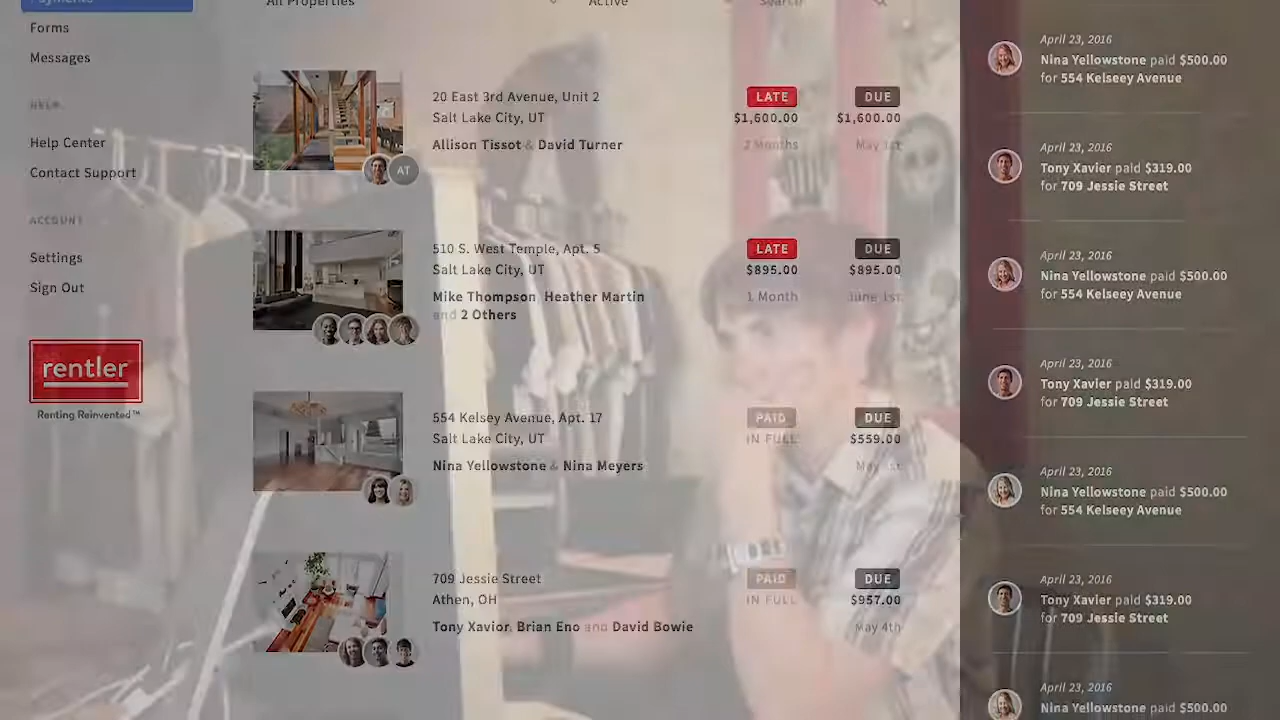 Payments
Forms
Messages
HELP
Help Center
Contact Support
ACCOUNT
Settings
Sign Out
rentler
Renting Reinvented™
All Properties
Active
Search
20 East 3rd Avenue, Unit 2
Salt Lake City, UT
Allison Tissot & David Turner
AT
LATE
$1,600.00
2 Months
DUE
$1,600.00
May 1st
510 S. West Temple, Apt. 5
Salt Lake City, UT
Mike Thompson, Heather Martin
and 2 Others
LATE
$895.00
1 Month
DUE
$895.00
June 1st
554 Kelsey Avenue, Apt. 17
Salt Lake City, UT
Nina Yellowstone & Nina Meyers
PAID
IN FULL
DUE
$559.00
May 1st
709 Jessie Street
Athen, OH
Tony Xavior, Brian Eno and David Bowie
PAID
IN FULL
DUE
$957.00
May 4th
April 23, 2016
Nina Yellowstone paid $500.00
for 554 Kelseey Avenue
April 23, 2016
Tony Xavier paid $319.00
for 709 Jessie Street
April 23, 2016
Nina Yellowstone paid $500.00
for 554 Kelseey Avenue
April 23, 2016
Tony Xavier paid $319.00
for 709 Jessie Street
April 23, 2016
Nina Yellowstone paid $500.00
for 554 Kelseey Avenue
April 23, 2016
Tony Xavier paid $319.00
for 709 Jessie Street
April 23, 2016
Nina Yellowstone paid $500.00